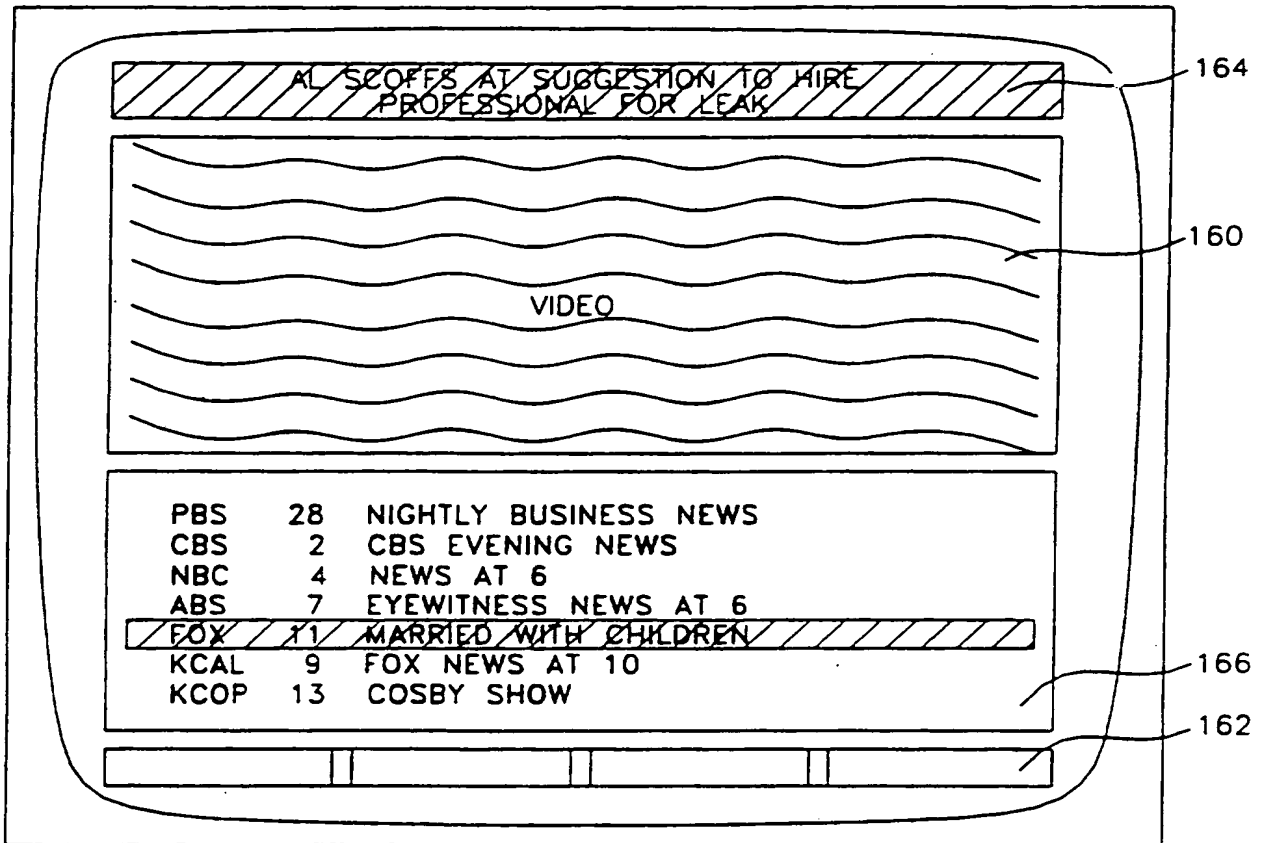 AL SCOFFS AT SUGGESTION TO HIRE
PROFESSIONAL FOR LEAK
164
160
VIDEO
PBS 28 NIGHTLY BUSINESS NEWS
CBS 2 CBS EVENING NEWS
NBC 4 NEWS AT 6
ABS 7 EYEWITNESS NEWS AT 6
FOX 11 MARRIED WITH CHILDREN
KCAL 9 FOX NEWS AT 10
KCOP 13 COSBY SHOW
166
162